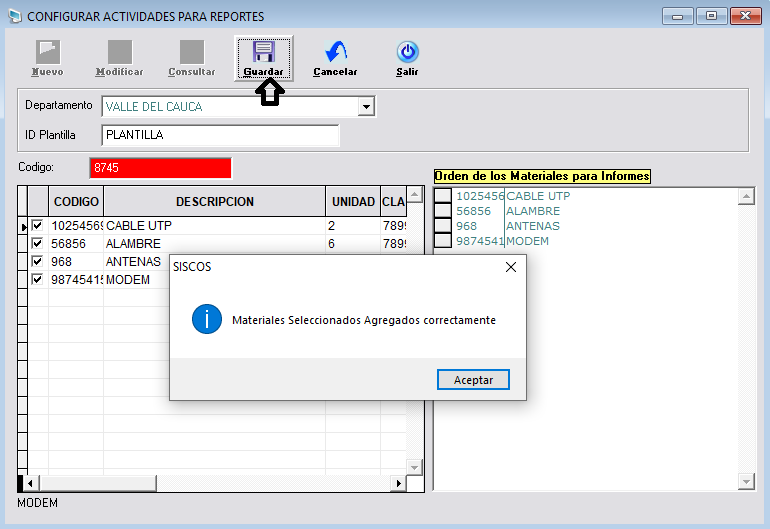 CONFIGURAR ACTIVIDADES PARA REPORTES
Nuevo Modificar Consultar Guardar Cancelar Salir
Departamento VALLE DEL CAUCA
ID Plantilla PLANTILLA
Codigo: 8745
Orden de los Materiales para Informes
CODIGO DESCRIPCION UNIDAD CLA
10254569 CABLE UTP 2 789
56856 ALAMBRE 6 789
968 ANTENAS
98745415 MODEM
1025456 CABLE UTP
56856 ALAMBRE
968 ANTENAS
9874541 MODEM
SISCOS
Materiales Seleccionados Agregados correctamente
Aceptar
MODEM